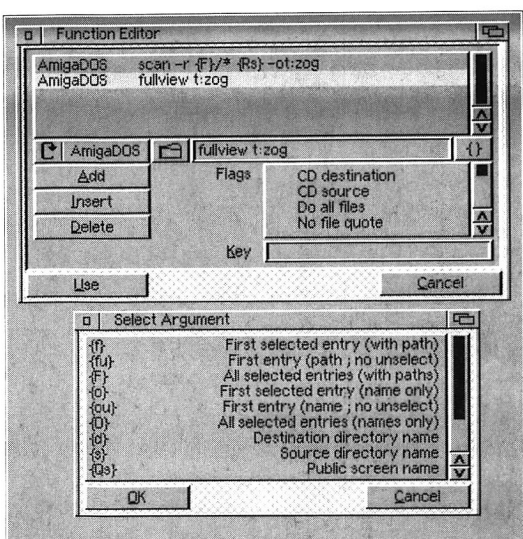 Function Editor
AmigaDOS scan -r {F}/* {Rs} -ot:zog
AmigaDOS fullview t:zog
AmigaDOS fullview t:zog {}
Add Flags CD destination
Insert CD source
Delete Do all files
No file quote
Key
Use Cancel
Select Argument
{f} First selected entry (with path)
{fu} First entry (path ; no unselect)
{F} All selected entries (with paths)
{o} First selected entry (name only)
{ou} First entry (name ; no unselect)
{O} All selected entries (names only)
{d} Destination directory name
{s} Source directory name
{Qs} Public screen name
OK Cancel